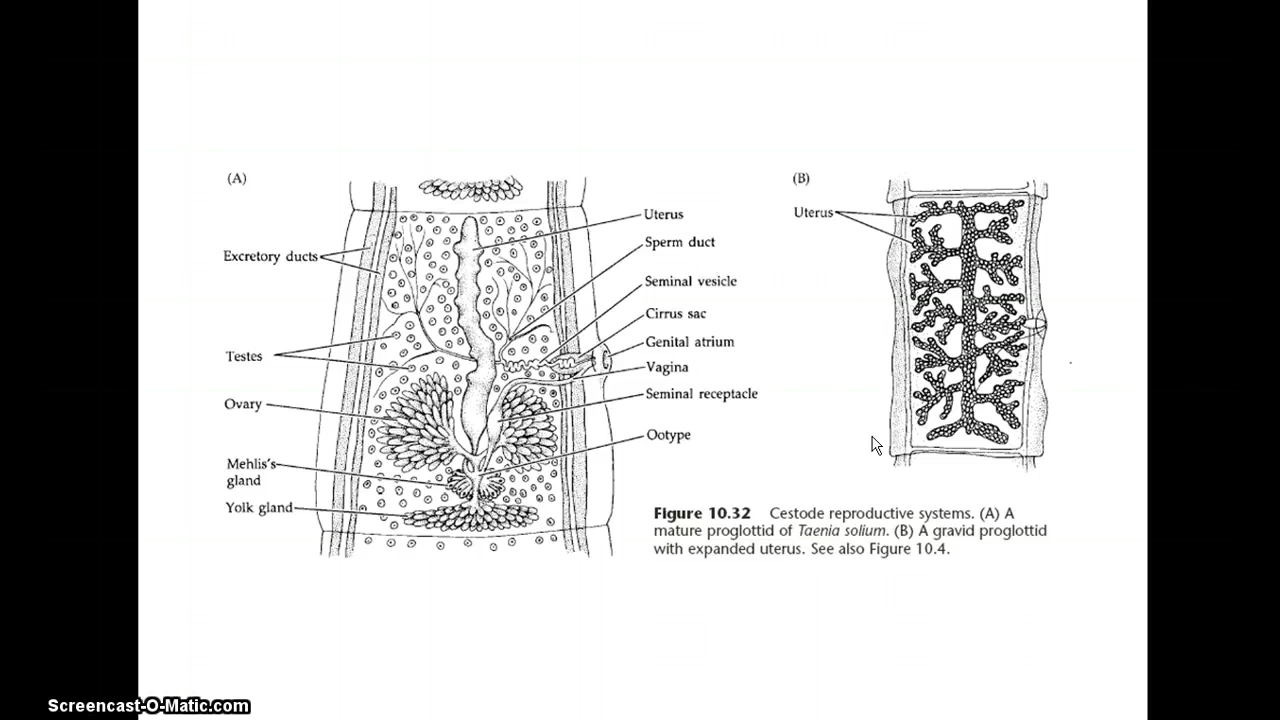 (A)
Excretory ducts
Testes
Ovary
Mehlis's
gland
Yolk gland
Uterus
Sperm duct
Seminal vesicle
Cirrus sac
Genital atrium
Vagina
Seminal receptacle
Ootype
(B)
Uterus
Figure 10.32 Cestode reproductive systems. (A) A
mature proglottid of Taenia solium. (B) A gravid proglottid
with expanded uterus. See also Figure 10.4.
Screencast-O-Matic.com